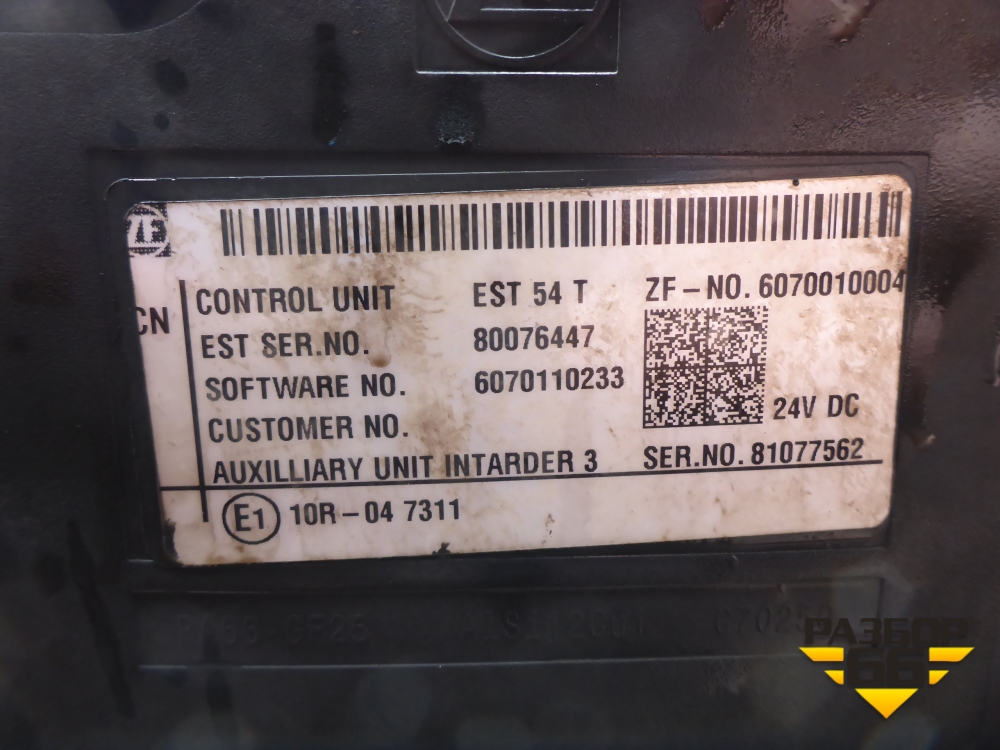 ZF
CONTROL UNIT EST 54 T ZF-NO. 6070010004
CN
EST SER.NO. 80076447
SOFTWARE NO. 6070110233
24V DC
CUSTOMER NO.
AUXILLIARY UNIT INTARDER 3 SER.NO. 81077562
E1 10R-04 7311
РАЗБОР
66